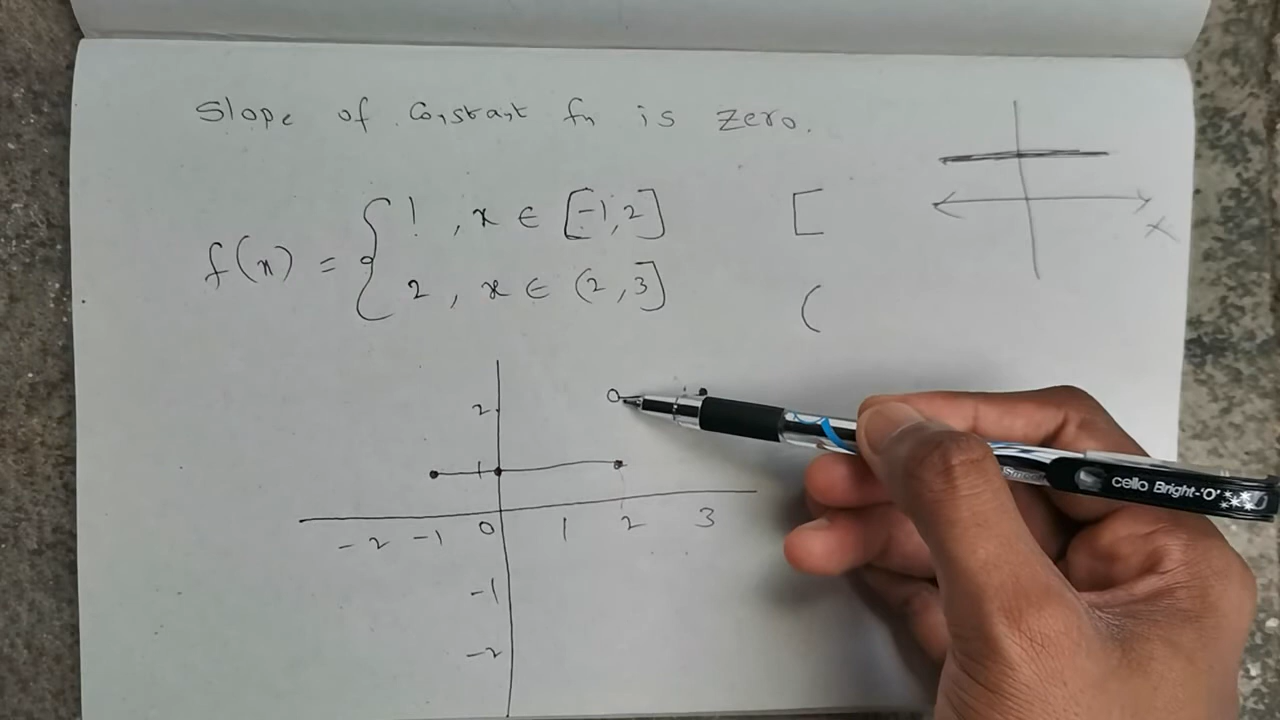 Slope of Constant fn is zero.
f(x) = { 1 , x ∈ [-1, 2]
2 , x ∈ (2, 3]
[
(
x
2
1
-2 -1 0 1 2 3
-1
-2
cello Bright-'O'